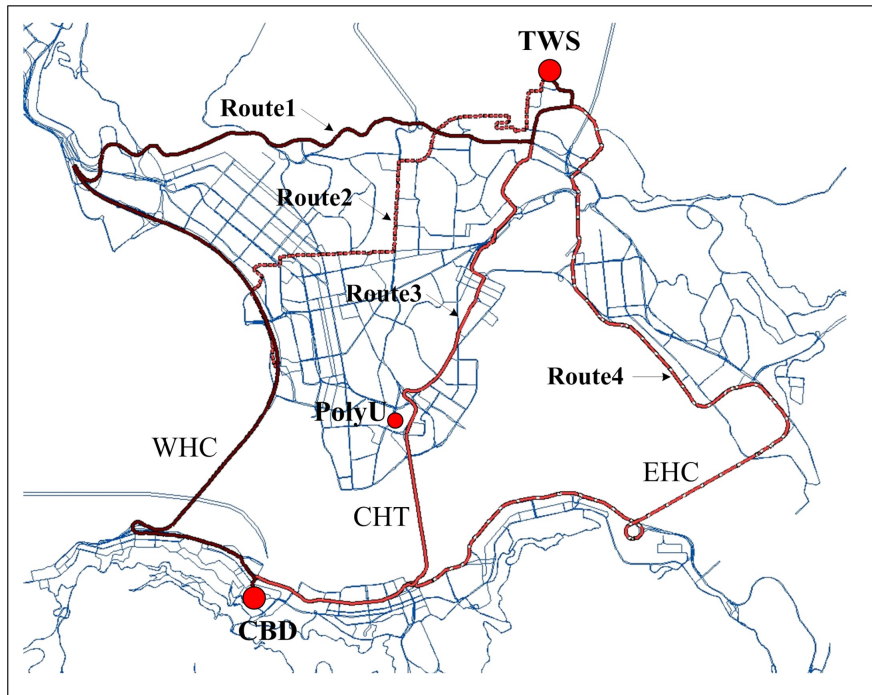 TWS
Route1
Route2
Route3
Route4
PolyU
WHC
EHC
CHT
CBD